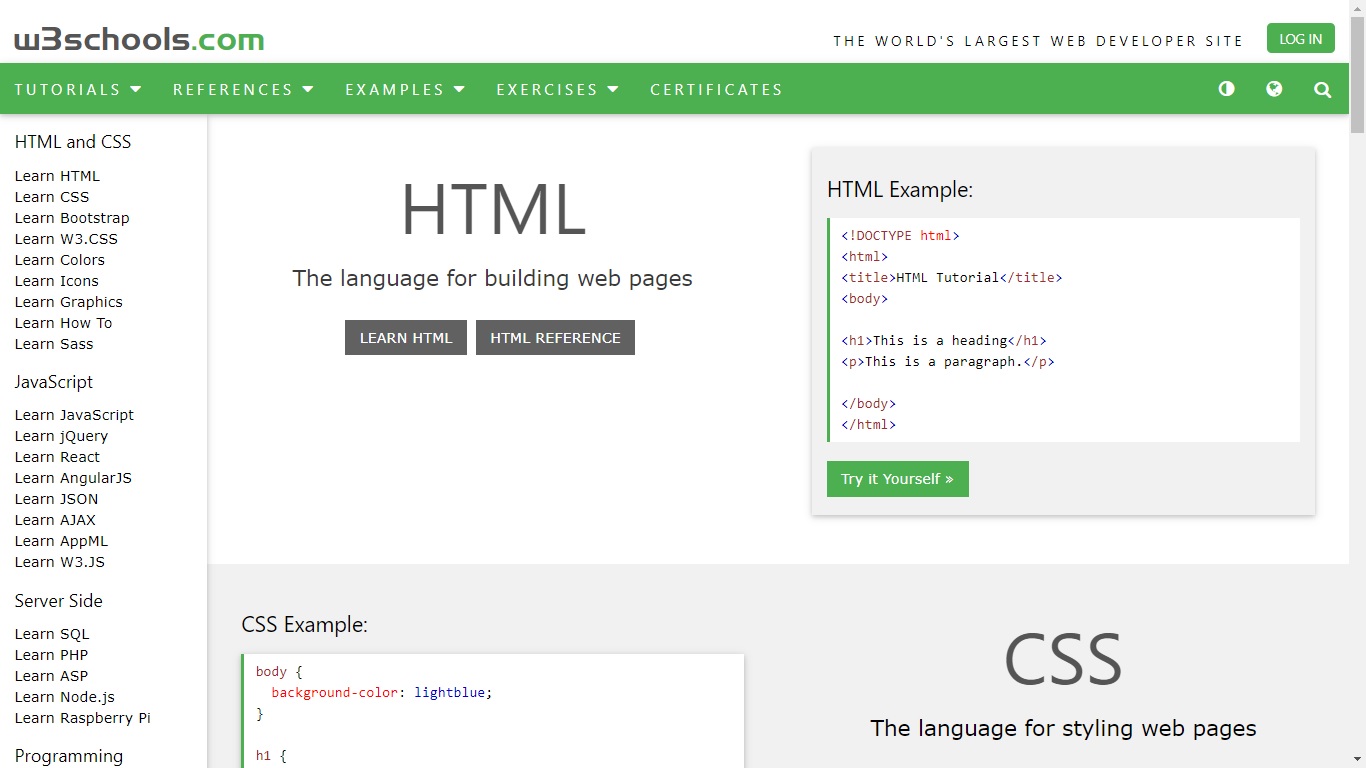 w3schools.com
THE WORLD'S LARGEST WEB DEVELOPER SITE
LOG IN
TUTORIALS
REFERENCES
EXAMPLES
EXERCISES
CERTIFICATES
HTML and CSS
Learn HTML
Learn CSS
Learn Bootstrap
Learn W3.CSS
Learn Colors
Learn Icons
Learn Graphics
Learn How To
Learn Sass
JavaScript
Learn JavaScript
Learn jQuery
Learn React
Learn AngularJS
Learn JSON
Learn AJAX
Learn AppML
Learn W3.JS
Server Side
Learn SQL
Learn PHP
Learn ASP
Learn Node.js
Learn Raspberry Pi
Programming
HTML
The language for building web pages
LEARN HTML
HTML REFERENCE
HTML Example:
<!DOCTYPE html>
<html>
<title>HTML Tutorial</title>
<body>
<h1>This is a heading</h1>
<p>This is a paragraph.</p>
</body>
</html>
Try it Yourself »
CSS Example:
body {
background-color: lightblue;
}
h1 {
CSS
The language for styling web pages